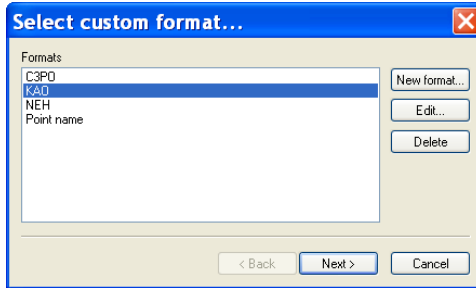 Select custom format...
Formats
C3PO
KAO
NEH
Point name
New format...
Edit...
Delete
< Back
Next >
Cancel